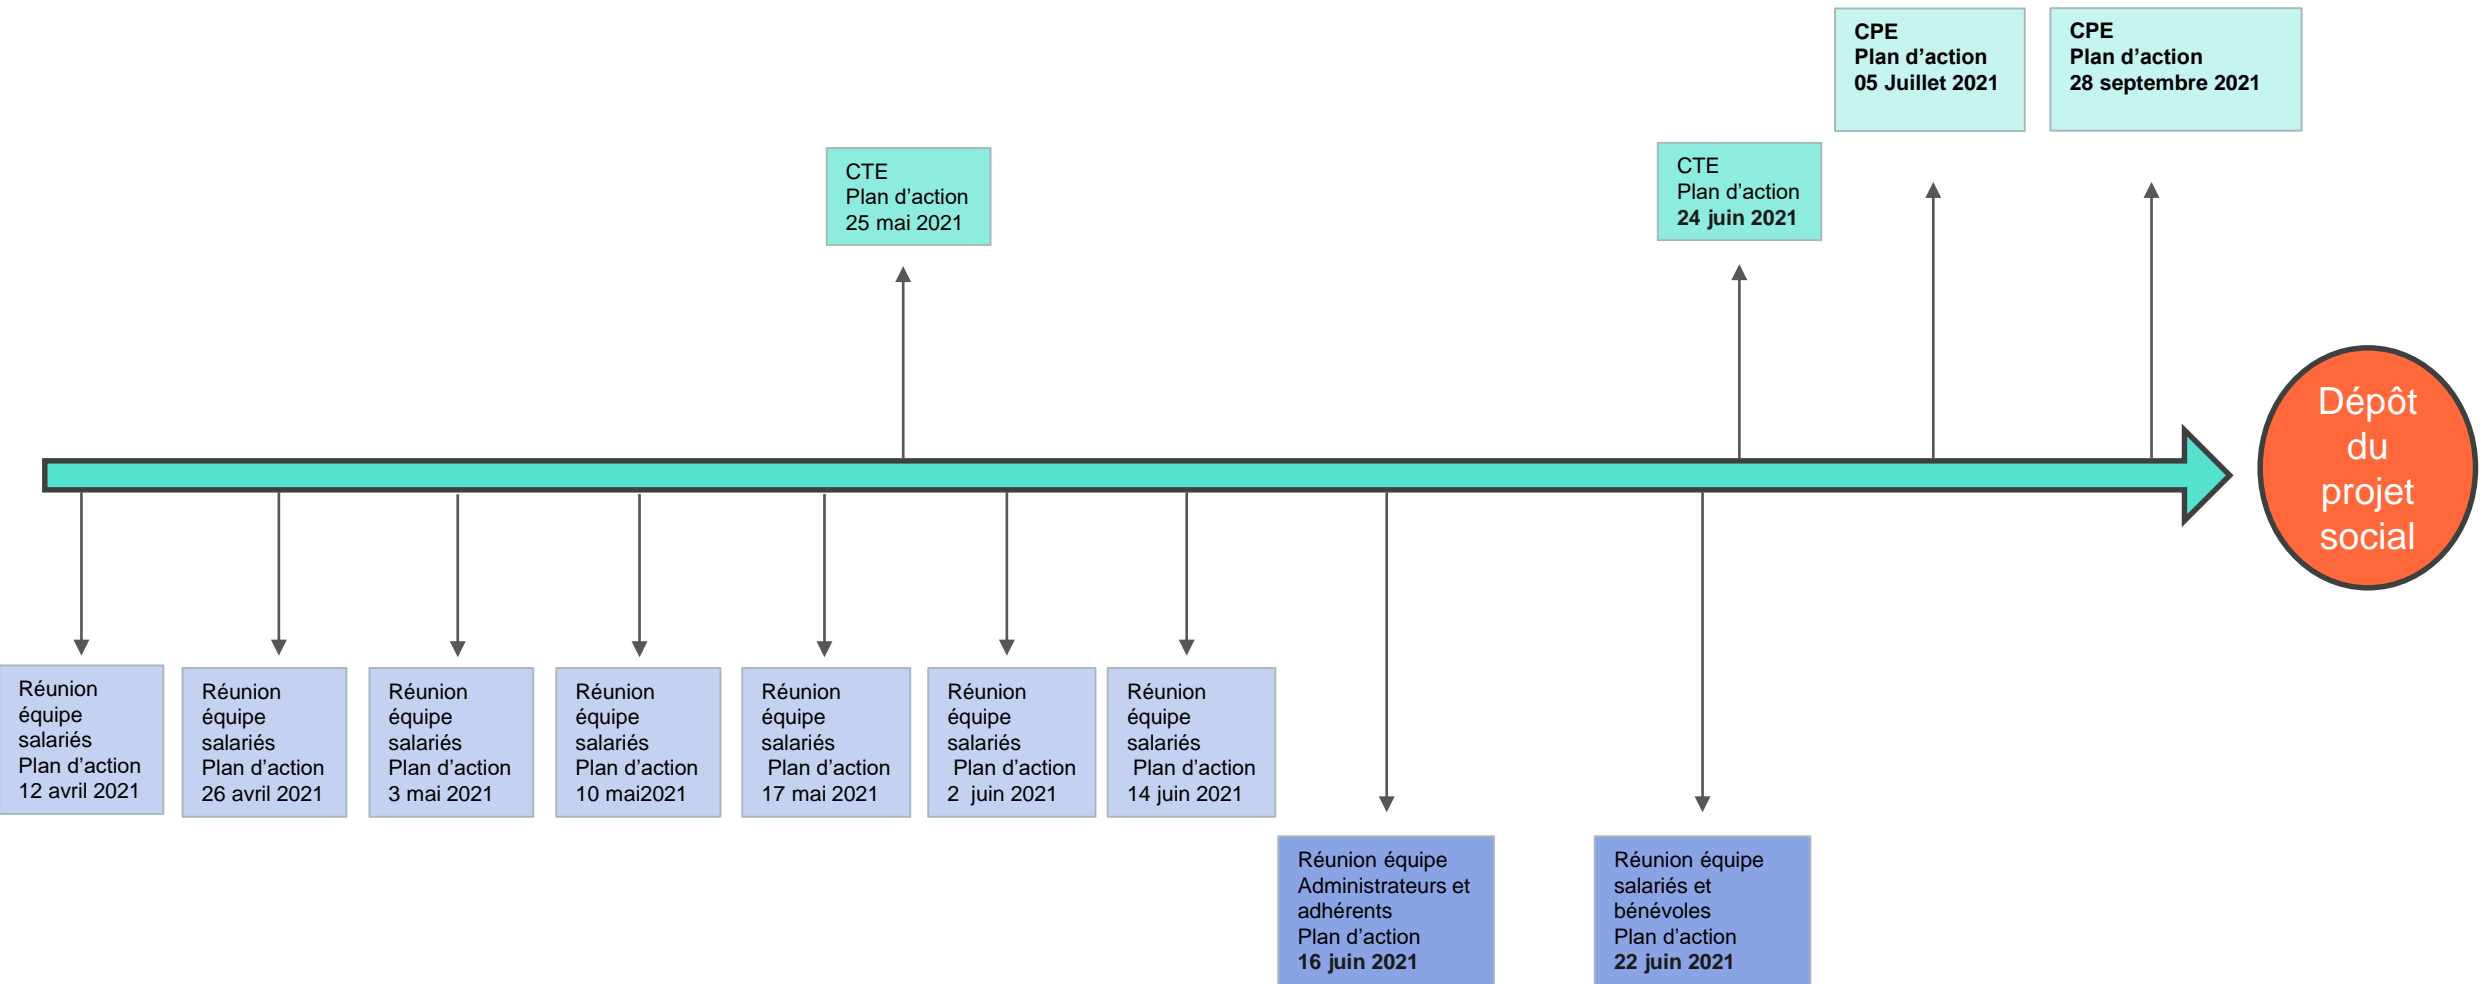 CPE
Plan d’action
05 Juillet 2021
CPE
Plan d’action
28 septembre 2021
CTE
Plan d’action
25 mai 2021
CTE
Plan d’action
24 juin 2021
Dépôt
du
projet
social
Réunion
équipe
salariés
Plan d’action
12 avril 2021
Réunion
équipe
salariés
Plan d’action
26 avril 2021
Réunion
équipe
salariés
Plan d’action
3 mai 2021
Réunion
équipe
salariés
Plan d’action
10 mai2021
Réunion
équipe
salariés
Plan d’action
17 mai 2021
Réunion
équipe
salariés
Plan d’action
2  juin 2021
Réunion
équipe
salariés
Plan d’action
14 juin 2021
Réunion équipe
Administrateurs et
adhérents
Plan d’action
16 juin 2021
Réunion équipe
salariés et
bénévoles
Plan d’action
22 juin 2021